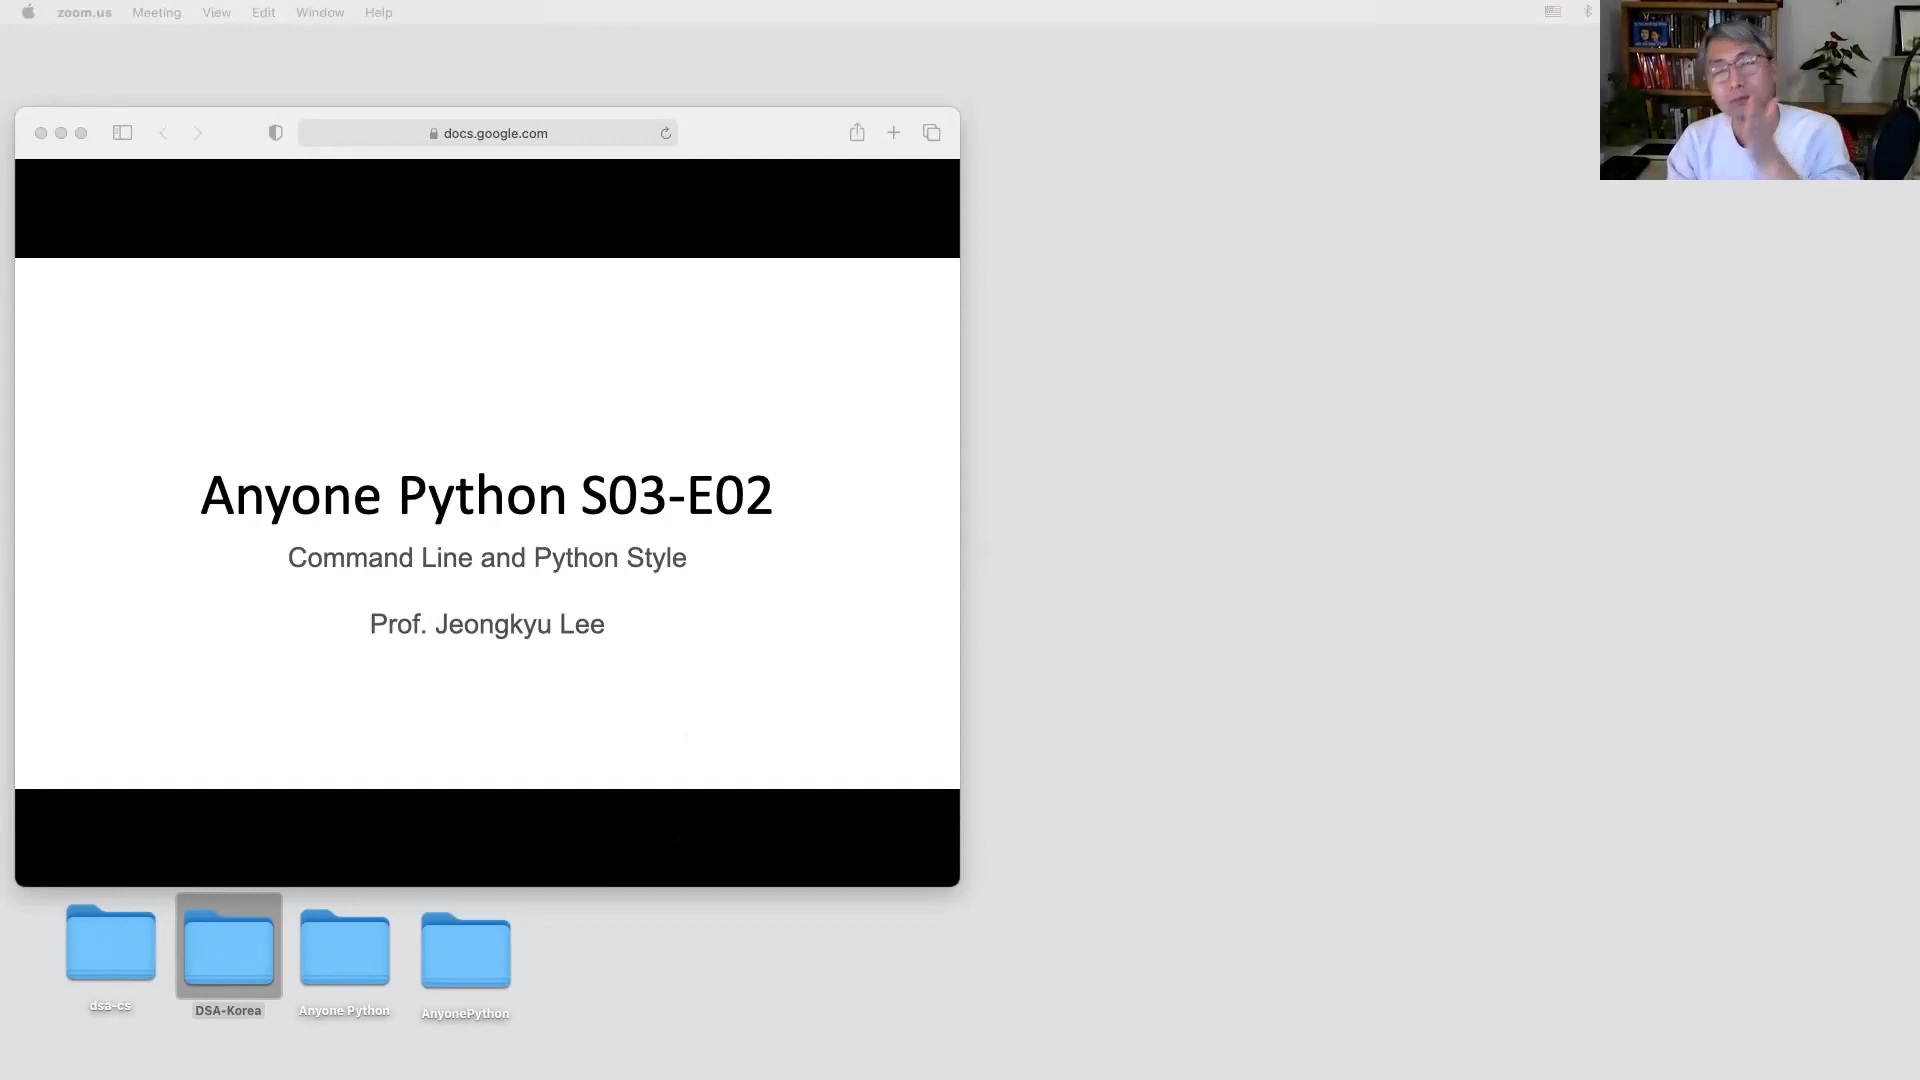 zoom.us Meeting View Edit Window Help
docs.google.com
Anyone Python S03-E02
Command Line and Python Style
Prof. Jeongkyu Lee
dsa-cs
DSA-Korea
Anyone Python
AnyonePython